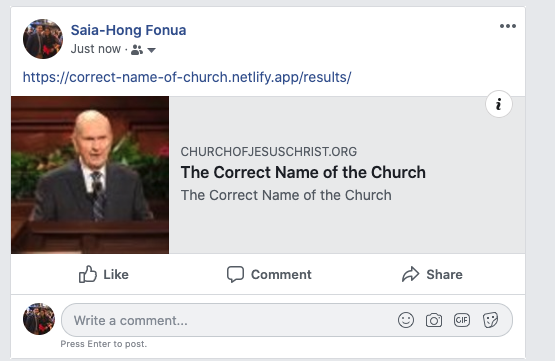 Saia-Hong Fonua
Just now ·
https://correct-name-of-church.netlify.app/results/
i
CHURCHOFJESUSCHRIST.ORG
The Correct Name of the Church
The Correct Name of the Church
Like Comment Share
Write a comment... GIF
Press Enter to post.